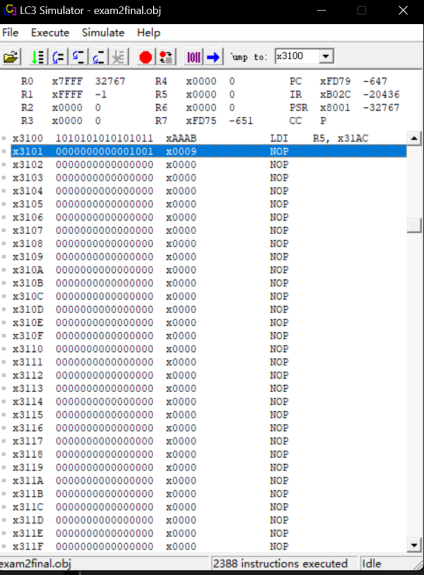 LC3 Simulator - exam2final.obj
File Execute Simulate Help
Jump to: x3100
R0 x7FFF 32767 R4 x0000 0 PC xFD79 -647
R1 xFFFF -1 R5 x0000 0 IR xB02C -20436
R2 x0000 0 R6 x0000 0 PSR x8001 -32767
R3 x0000 0 R7 xFD75 -651 CC P
x3100 1010101010101011 xAAAB LDI R5, x31AC
x3101 0000000000001001 x0009 NOP
x3102 0000000000000000 x0000 NOP
x3103 0000000000000000 x0000 NOP
x3104 0000000000000000 x0000 NOP
x3105 0000000000000000 x0000 NOP
x3106 0000000000000000 x0000 NOP
x3107 0000000000000000 x0000 NOP
x3108 0000000000000000 x0000 NOP
x3109 0000000000000000 x0000 NOP
x310A 0000000000000000 x0000 NOP
x310B 0000000000000000 x0000 NOP
x310C 0000000000000000 x0000 NOP
x310D 0000000000000000 x0000 NOP
x310E 0000000000000000 x0000 NOP
x310F 0000000000000000 x0000 NOP
x3110 0000000000000000 x0000 NOP
x3111 0000000000000000 x0000 NOP
x3112 0000000000000000 x0000 NOP
x3113 0000000000000000 x0000 NOP
x3114 0000000000000000 x0000 NOP
x3115 0000000000000000 x0000 NOP
x3116 0000000000000000 x0000 NOP
x3117 0000000000000000 x0000 NOP
x3118 0000000000000000 x0000 NOP
x3119 0000000000000000 x0000 NOP
x311A 0000000000000000 x0000 NOP
x311B 0000000000000000 x0000 NOP
x311C 0000000000000000 x0000 NOP
x311D 0000000000000000 x0000 NOP
x311E 0000000000000000 x0000 NOP
x311F 0000000000000000 x0000 NOP
exam2final.obj 2388 instructions executed Idle